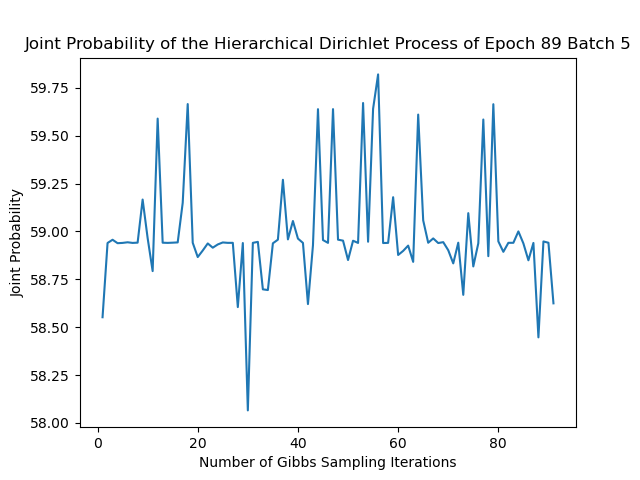 Joint Probability of the Hierarchical Dirichlet Process of Epoch 89 Batch 5
59.75
59.50
59.25
59.00
58.75
58.50
58.25
58.00
Joint Probability
0 20 40 60 80
Number of Gibbs Sampling Iterations